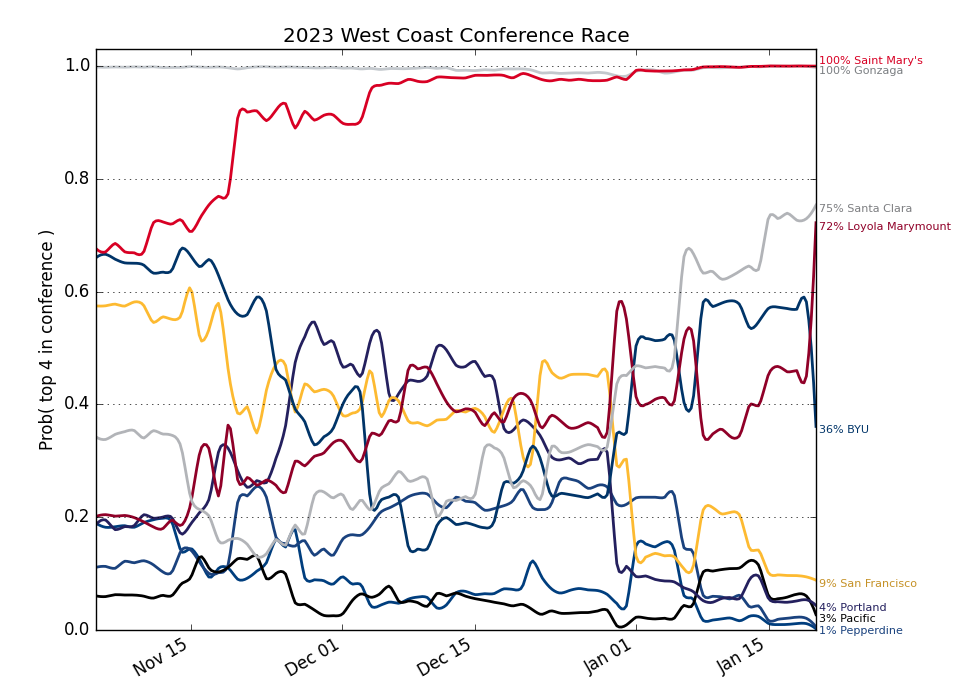 2023 West Coast Conference Race
Prob( top 4 in conference )
1.0
0.8
0.6
0.4
0.2
0.0
Nov 15
Dec 01
Dec 15
Jan 01
Jan 15
100% Saint Mary's
100% Gonzaga
75% Santa Clara
72% Loyola Marymount
36% BYU
9% San Francisco
4% Portland
3% Pacific
1% Pepperdine